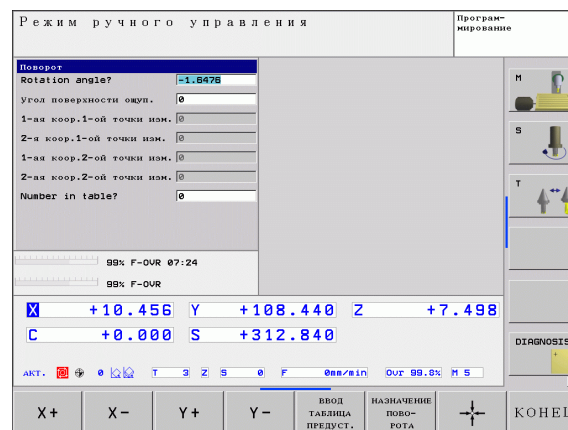 Режим ручного управления
Програм-
мирование
Поворот
Rotation angle? -1.6476
Угол поверхности ощуп. 0
1-ая коор.1-ой точки изм. 0
2-я коор.1-ой точки изм. 0
1-ая коор.2-ой точки изм. 0
2-ая коор.2-ой точки изм. 0
Number in table? 0
99% F-OVR 07:24
99% F-OVR
X +10.456 Y +108.440 Z +7.498
C +0.000 S +312.840
АКТ. 0 T 3 Z S 0 F 0mm/min Ovr 99.8% M 5
M
S
T
DIAGNOSIS
X+
X-
Y+
Y-
ВВОД
ТАБЛИЦА
ПРЕДУСТ.
НАЗНАЧЕНИЕ
ПОВО-
РОТА
КОНЕЦ